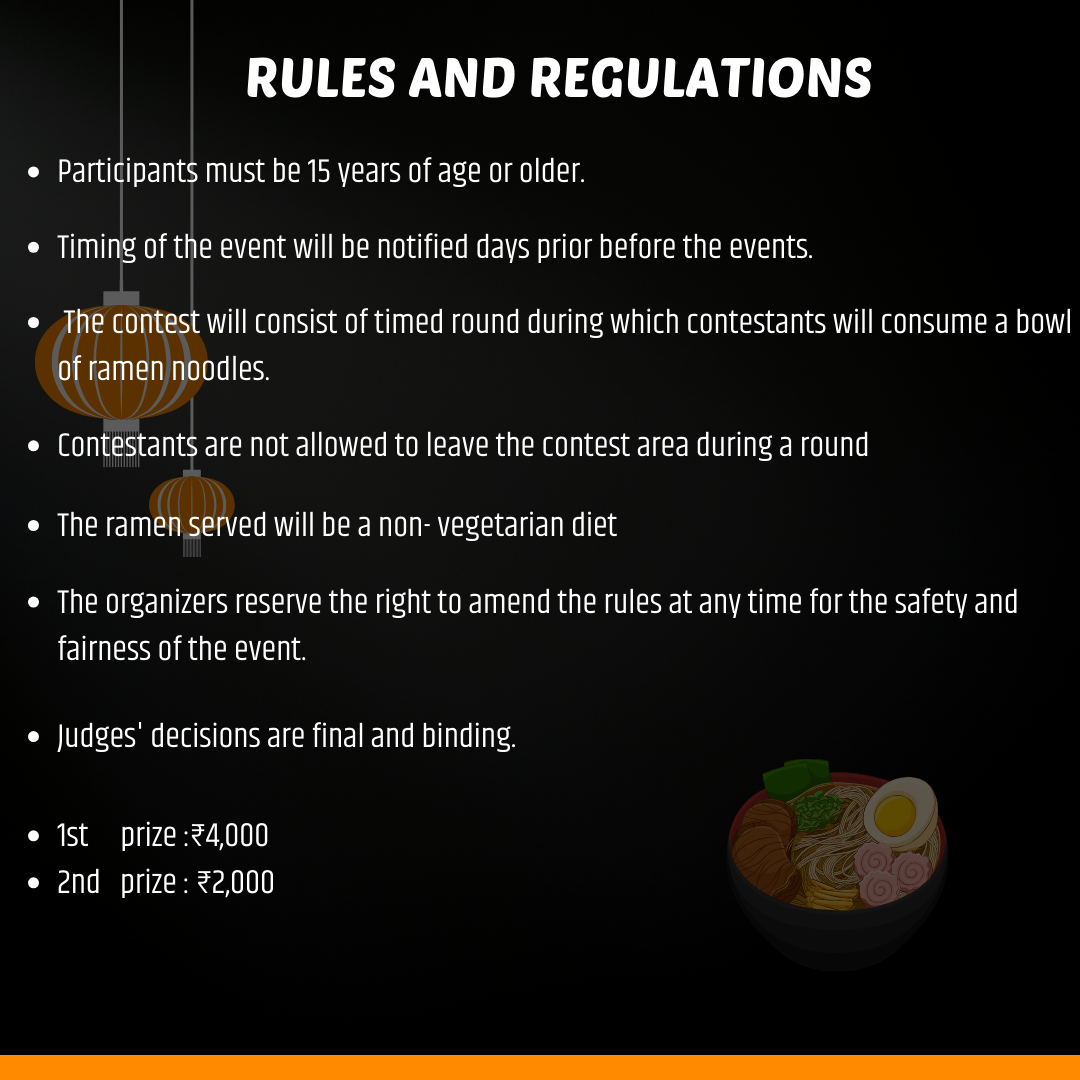 RULES AND REGULATIONS
• Participants must be 15 years of age or older.
• Timing of the event will be notified days prior before the events.
• The contest will consist of timed round during which contestants will consume a bowl
of ramen noodles.
• Contestants are not allowed to leave the contest area during a round
• The ramen served will be a non- vegetarian diet
• The organizers reserve the right to amend the rules at any time for the safety and
fairness of the event.
• Judges' decisions are final and binding.
• 1st prize :₹4,000
• 2nd prize : ₹2,000